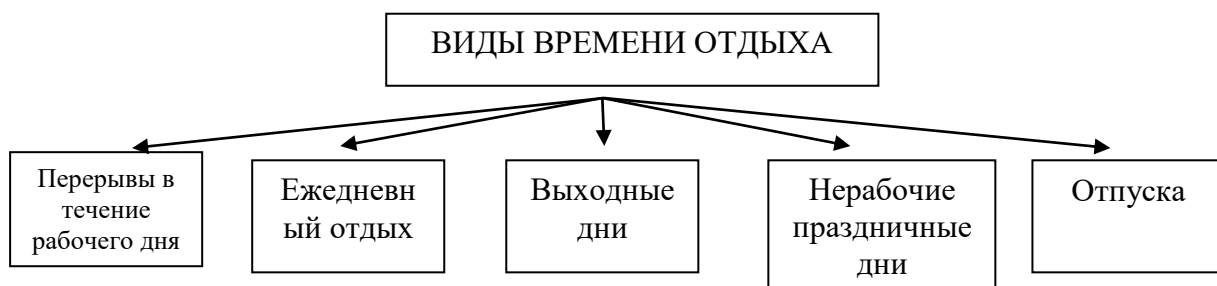 ВИДЫ ВРЕМЕНИ ОТДЫХА
Перерывы в
течение
рабочего дня
Ежедневн
ый отдых
Выходные
дни
Нерабочие
праздничные
дни
Отпуска